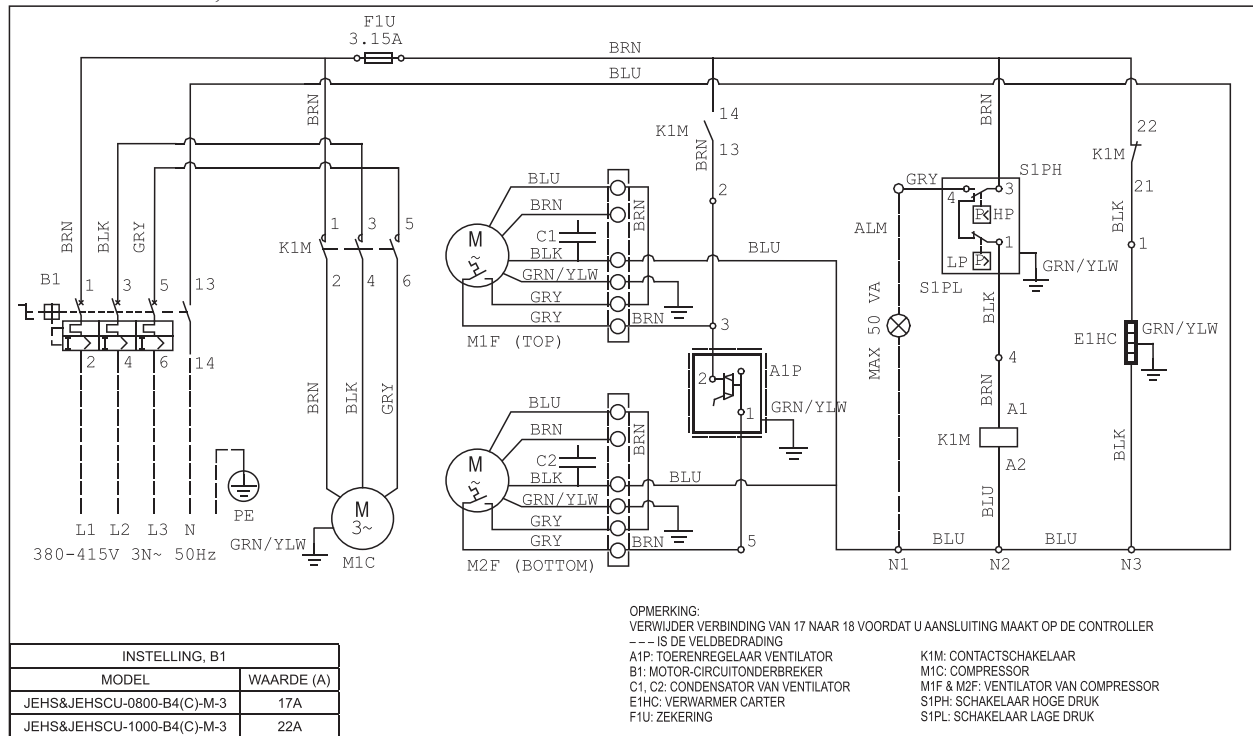 F1U
3.15A
BRN
BLU
BRN
14
K1M
BRN
13
2
BRN
22
K1M
21
BLK
1
S1PH
GRY
4
3
P< HP
ALM
1
LP P>
GRN/YLW
S1PL
BRN
BLK
GRY
B1
1
3
5
13
2
4
6
14
K1M
1
3
5
2
4
6
BLU
BRN
M
~
C1
BLK
GRN/YLW
GRY
GRY
BRN
BLU
BRN
M1F (TOP)
3
MAX 50 VA
BLK
E1HC
GRN/YLW
2
A1P
1
GRN/YLW
4
BRN
A1
K1M
A2
BLU
BLK
BRN
BLK
GRY
BLU
BRN
M
~
C2
BLK
GRN/YLW
GRY
GRY
BRN
BLU
BRN
5
M2F (BOTTOM)
L1
L2
L3
N
PE
380-415V 3N~ 50Hz
GRN/YLW
M
3~
M1C
BLU
BLU
N1
N2
N3
OPMERKING:
VERWIJDER VERBINDING VAN 17 NAAR 18 VOORDAT U AANSLUITING MAAKT OP DE CONTROLLER
– – – IS DE VELDBEDRADING
A1P: TOERENREGELAAR VENTILATOR
B1: MOTOR-CIRCUITONDERBREKER
C1, C2: CONDENSATOR VAN VENTILATOR
E1HC: VERWARMER CARTER
F1U: ZEKERING
K1M: CONTACTSCHAKELAAR
M1C: COMPRESSOR
M1F & M2F: VENTILATOR VAN COMPRESSOR
S1PH: SCHAKELAAR HOGE DRUK
S1PL: SCHAKELAAR LAGE DRUK
INSTELLING, B1
MODEL WAARDE (A)
JEHS&JEHSCU-0800-B4(C)-M-3 17A
JEHS&JEHSCU-1000-B4(C)-M-3 22A